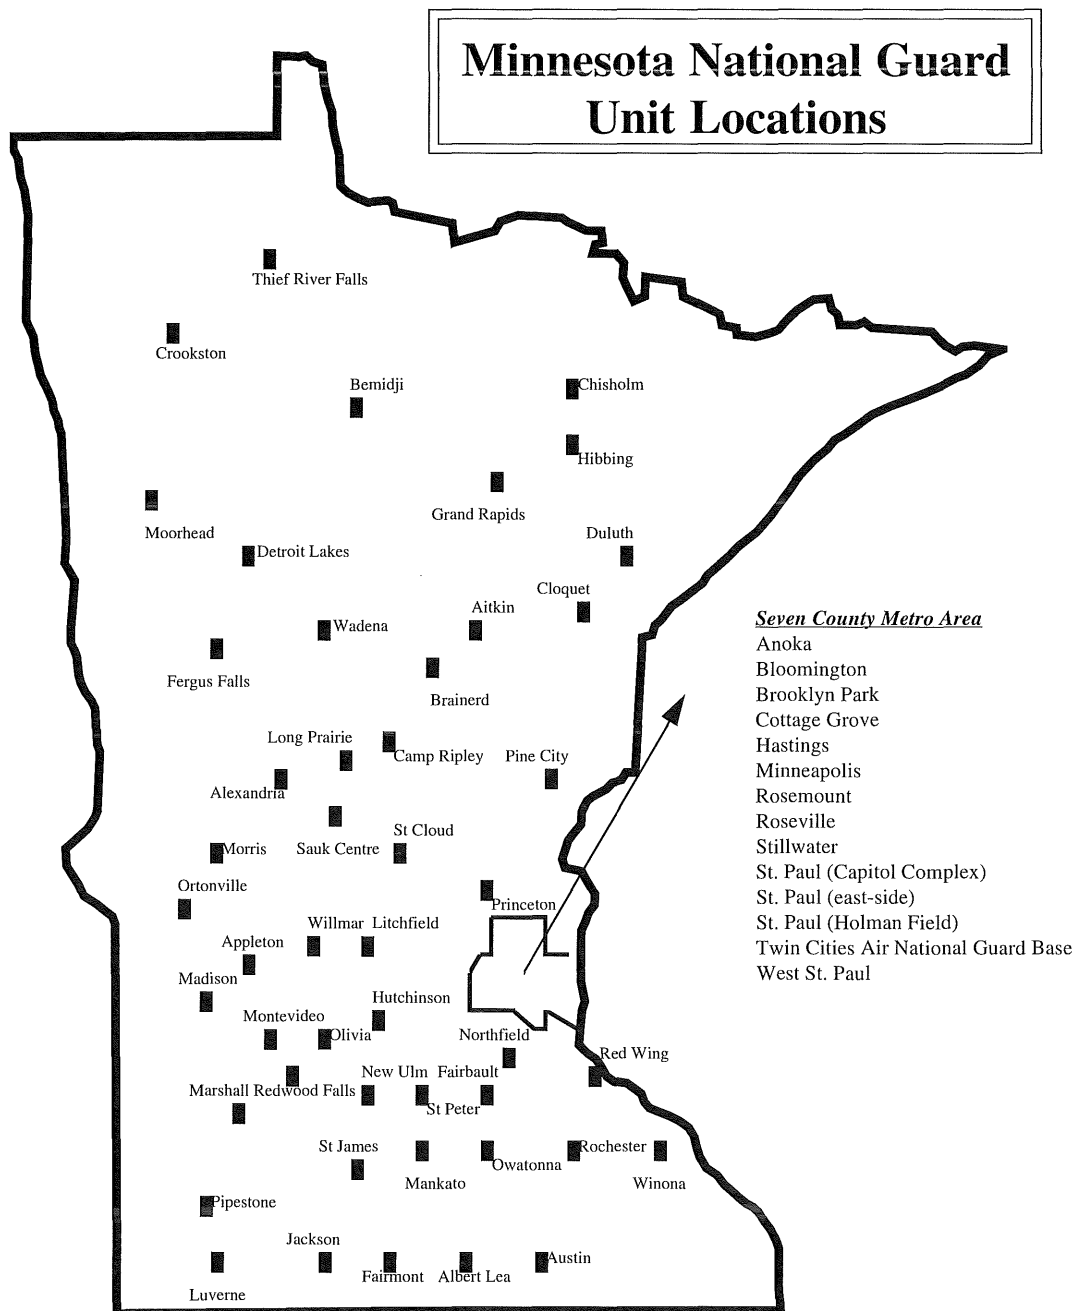 Minnesota National Guard
Unit Locations
Thief River Falls
Crookston
Bemidji
Chisholm
Hibbing
Grand Rapids
Moorhead
Duluth
Detroit Lakes
Cloquet
Aitkin
Wadena
Fergus Falls
Brainerd
Long Prairie
Camp Ripley
Pine City
Alexandria
St Cloud
Morris
Sauk Centre
Ortonville
Princeton
Willmar
Litchfield
Appleton
Madison
Hutchinson
Montevideo
Olivia
Northfield
Red Wing
New Ulm
Fairbault
Marshall
Redwood Falls
St Peter
St James
Rochester
Owatonna
Mankato
Winona
Pipestone
Jackson
Austin
Fairmont
Albert Lea
Luverne
Seven County Metro Area
Anoka
Bloomington
Brooklyn Park
Cottage Grove
Hastings
Minneapolis
Rosemount
Roseville
Stillwater
St. Paul (Capitol Complex)
St. Paul (east-side)
St. Paul (Holman Field)
Twin Cities Air National Guard Base
West St. Paul